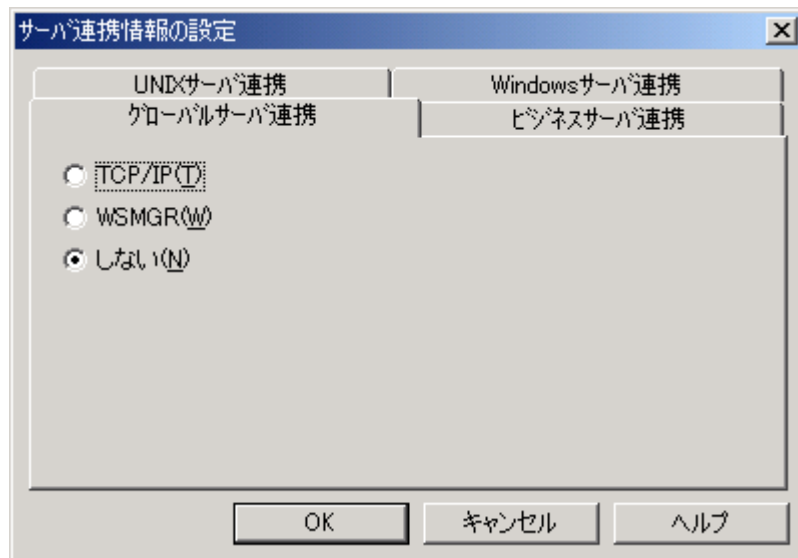 サーバ連携情報の設定
UNIXサーバ連携 Windowsサーバ連携
グローバルサーバ連携 ビジネスサーバ連携
TCP/IP(T)
WSMGR(W)
しない(N)
OK キャンセル ヘルプ